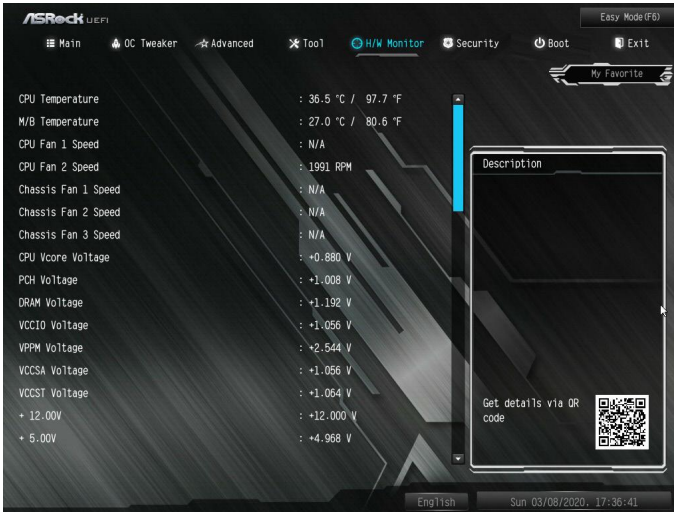 ASRock UEFI
Easy Mode(F6)
Main OC Tweaker Advanced Tool H/W Monitor Security Boot Exit
My Favorite
CPU Temperature : 36.5 °C / 97.7 °F
M/B Temperature : 27.0 °C / 80.6 °F
CPU Fan 1 Speed : N/A
CPU Fan 2 Speed : 1991 RPM
Chassis Fan 1 Speed : N/A
Chassis Fan 2 Speed : N/A
Chassis Fan 3 Speed : N/A
CPU Vcore Voltage : +0.880 V
PCH Voltage : +1.008 V
DRAM Voltage : +1.192 V
VCCIO Voltage : +1.056 V
VPPM Voltage : +2.544 V
VCCSA Voltage : +1.056 V
VCCST Voltage : +1.064 V
+ 12.00V : +12.000 V
+ 5.00V : +4.968 V
Description
Get details via QR
code
English
Sun 03/08/2020, 17:36:41